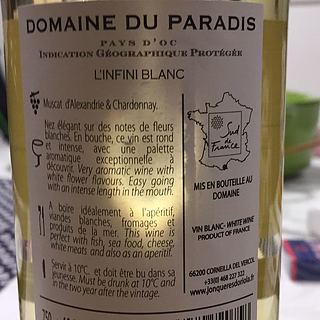 DOMAINE DU PARADIS
PAYS D'OC
INDICATION GÉOGRAPHIQUE PROTÉGÉE
L'INFINI BLANC
Muscat d'Alexandrie & Chardonnay.
Nez élégant sur des notes de fleurs
blanches. En bouche, ce vin est rond
et intense, avec une palette
aromatique exceptionnelle à
découvrir. Very aromatic wine with
white flower flavours. Easy going
with an intense length in the mouth.
A boire idéalement à l'apéritif,
viandes blanches, fromages et
produits de la mer. This wine is
perfect with fish, sea food, cheese,
white meats and also as an aperitif.
Servir à 10°C. et doit être bu dans sa
jeunesse. Must be drunk at 10°C and
in the two year after the vintage.
Sud
de
France
MIS EN BOUTEILLE AU
DOMAINE
VIN BLANC - WHITE WINE
PRODUCT OF FRANCE
66200 CORNEILLA DEL VERCOL
+33(0) 468 227 322
www.jonqueresdoriola.fr
750